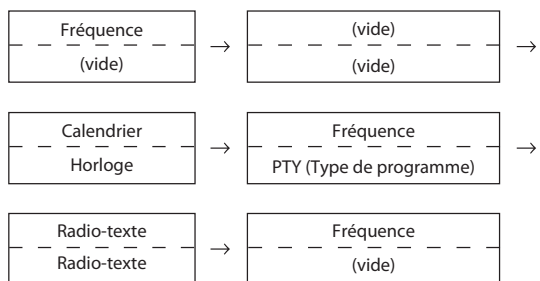 Fréquence
(vide)
(vide)
(vide)
Calendrier
Horloge
Fréquence
PTY (Type de programme)
Radio-texte
Radio-texte
Fréquence
(vide)